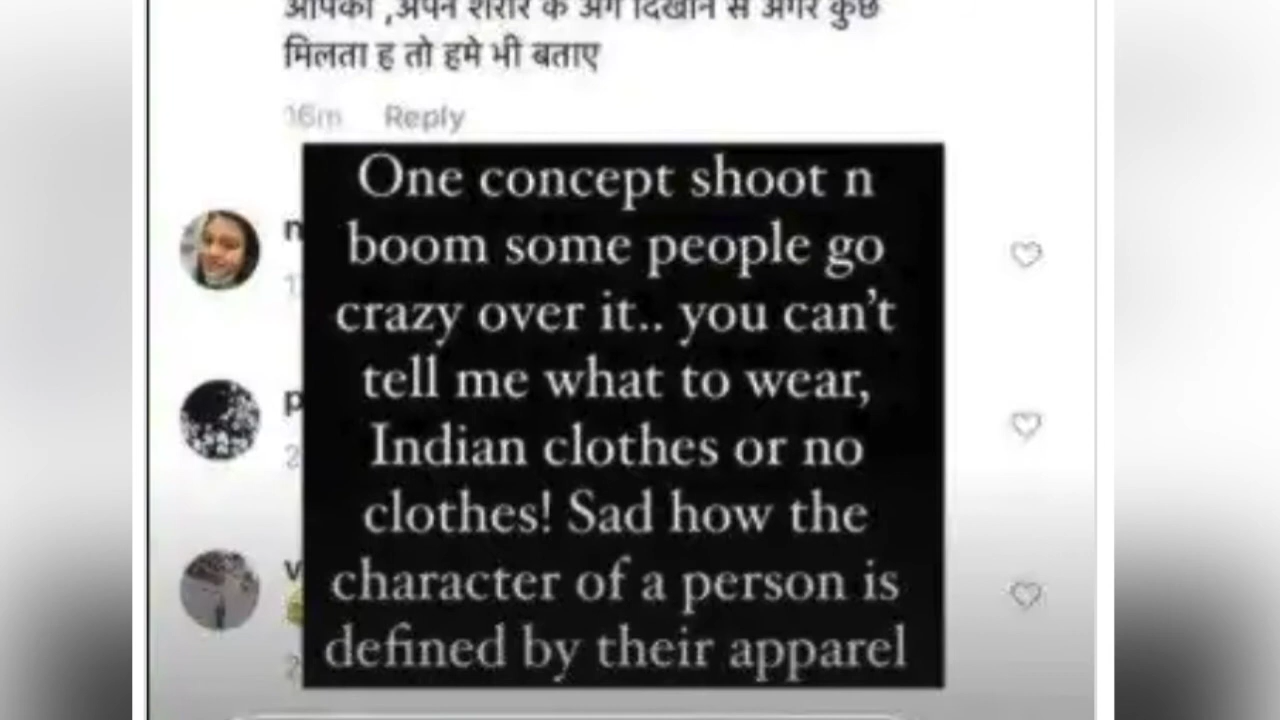 आपको ,अपने शरीर के अंग दिखाने से अगर कुछ
मिलता ह तो हमे भी बताए
16m Reply
n
p
v
One concept shoot n
boom some people go
crazy over it.. you can’t
tell me what to wear,
Indian clothes or no
clothes! Sad how the
character of a person is
defined by their apparel